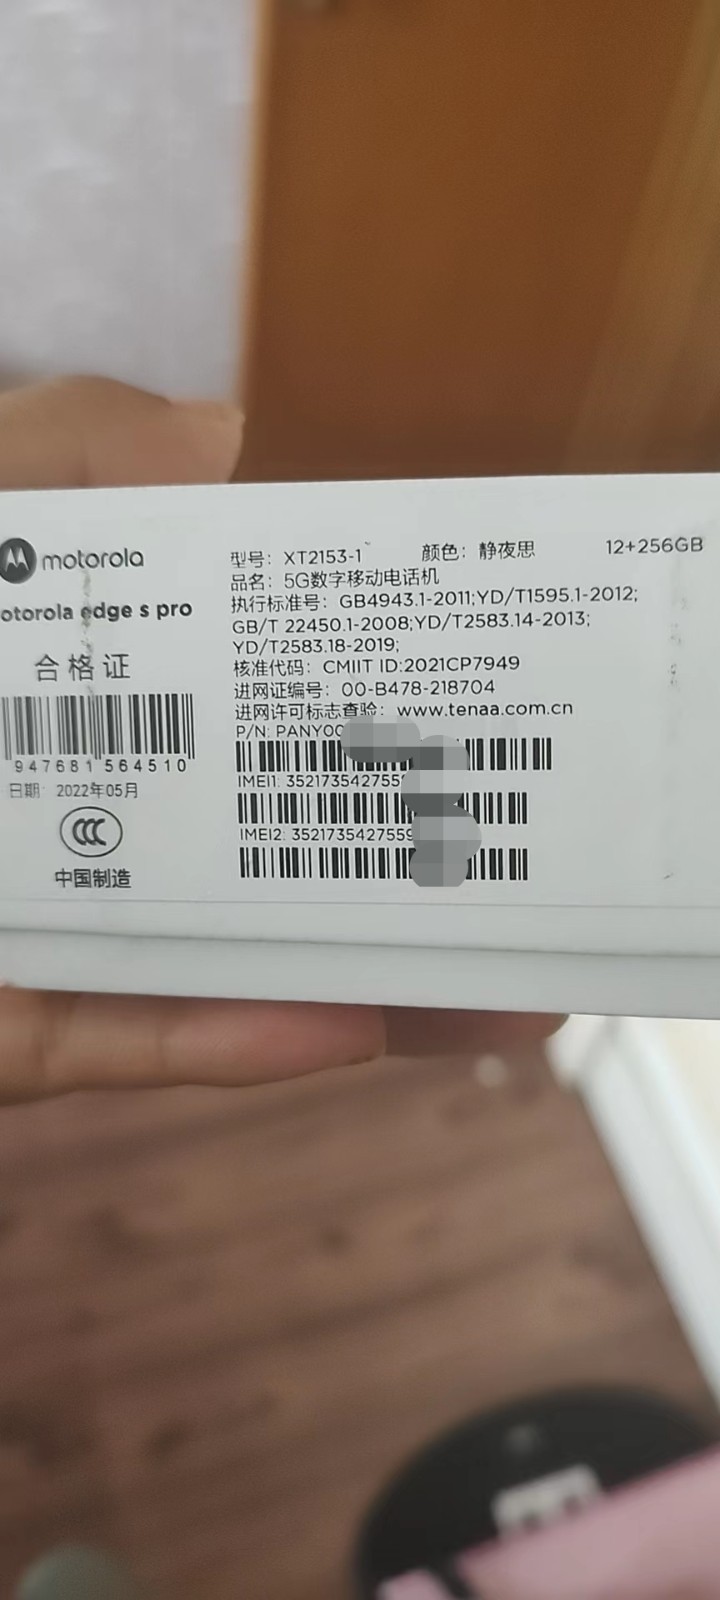 motorola
otorola edge s pro
合格证
947681 564510
日期: 2022年05月
中国制造
型号: XT2153-1 颜色: 静夜思 12+256GB
品名: 5G数字移动电话机
执行标准号: GB4943.1-2011;YD/T1595.1-2012;
GB/T 22450.1-2008;YD/T2583.14-2013;
YD/T2583.18-2019;
核准代码: CMIIT ID:2021CP7949
进网证编号: 00-B478-218704
进网许可标志查验: www.tenaa.com.cn
P/N: PANY00
IMEI1: 352173542755
IMEI2: 3521735427559